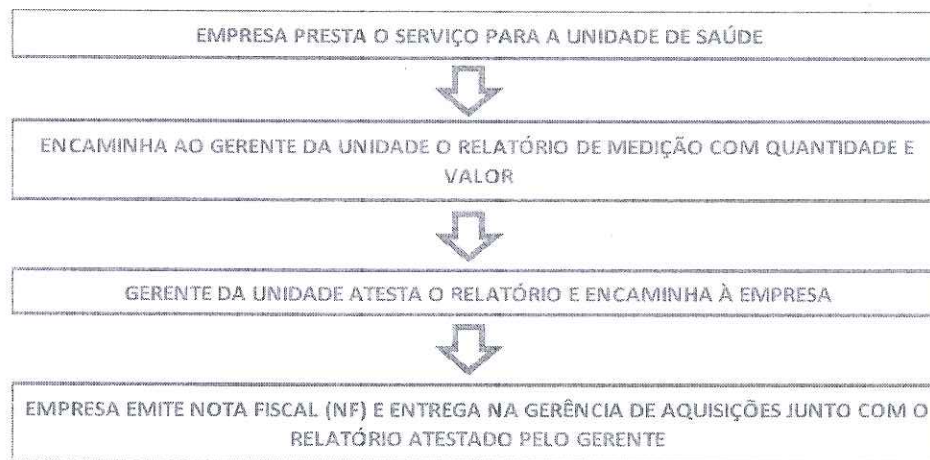 EMPRESA PRESTA O SERVIÇO PARA A UNIDADE DE SAÚDE
ENCAMINHA AO GERENTE DA UNIDADE O RELATÓRIO DE MEDIÇÃO COM QUANTIDADE E
VALOR
GERENTE DA UNIDADE ATESTA O RELATÓRIO E ENCAMINHA À EMPRESA
EMPRESA EMITE NOTA FISCAL (NF) E ENTREGA NA GERÊNCIA DE AQUISIÇÕES JUNTO COM O
RELATÓRIO ATESTADO PELO GERENTE